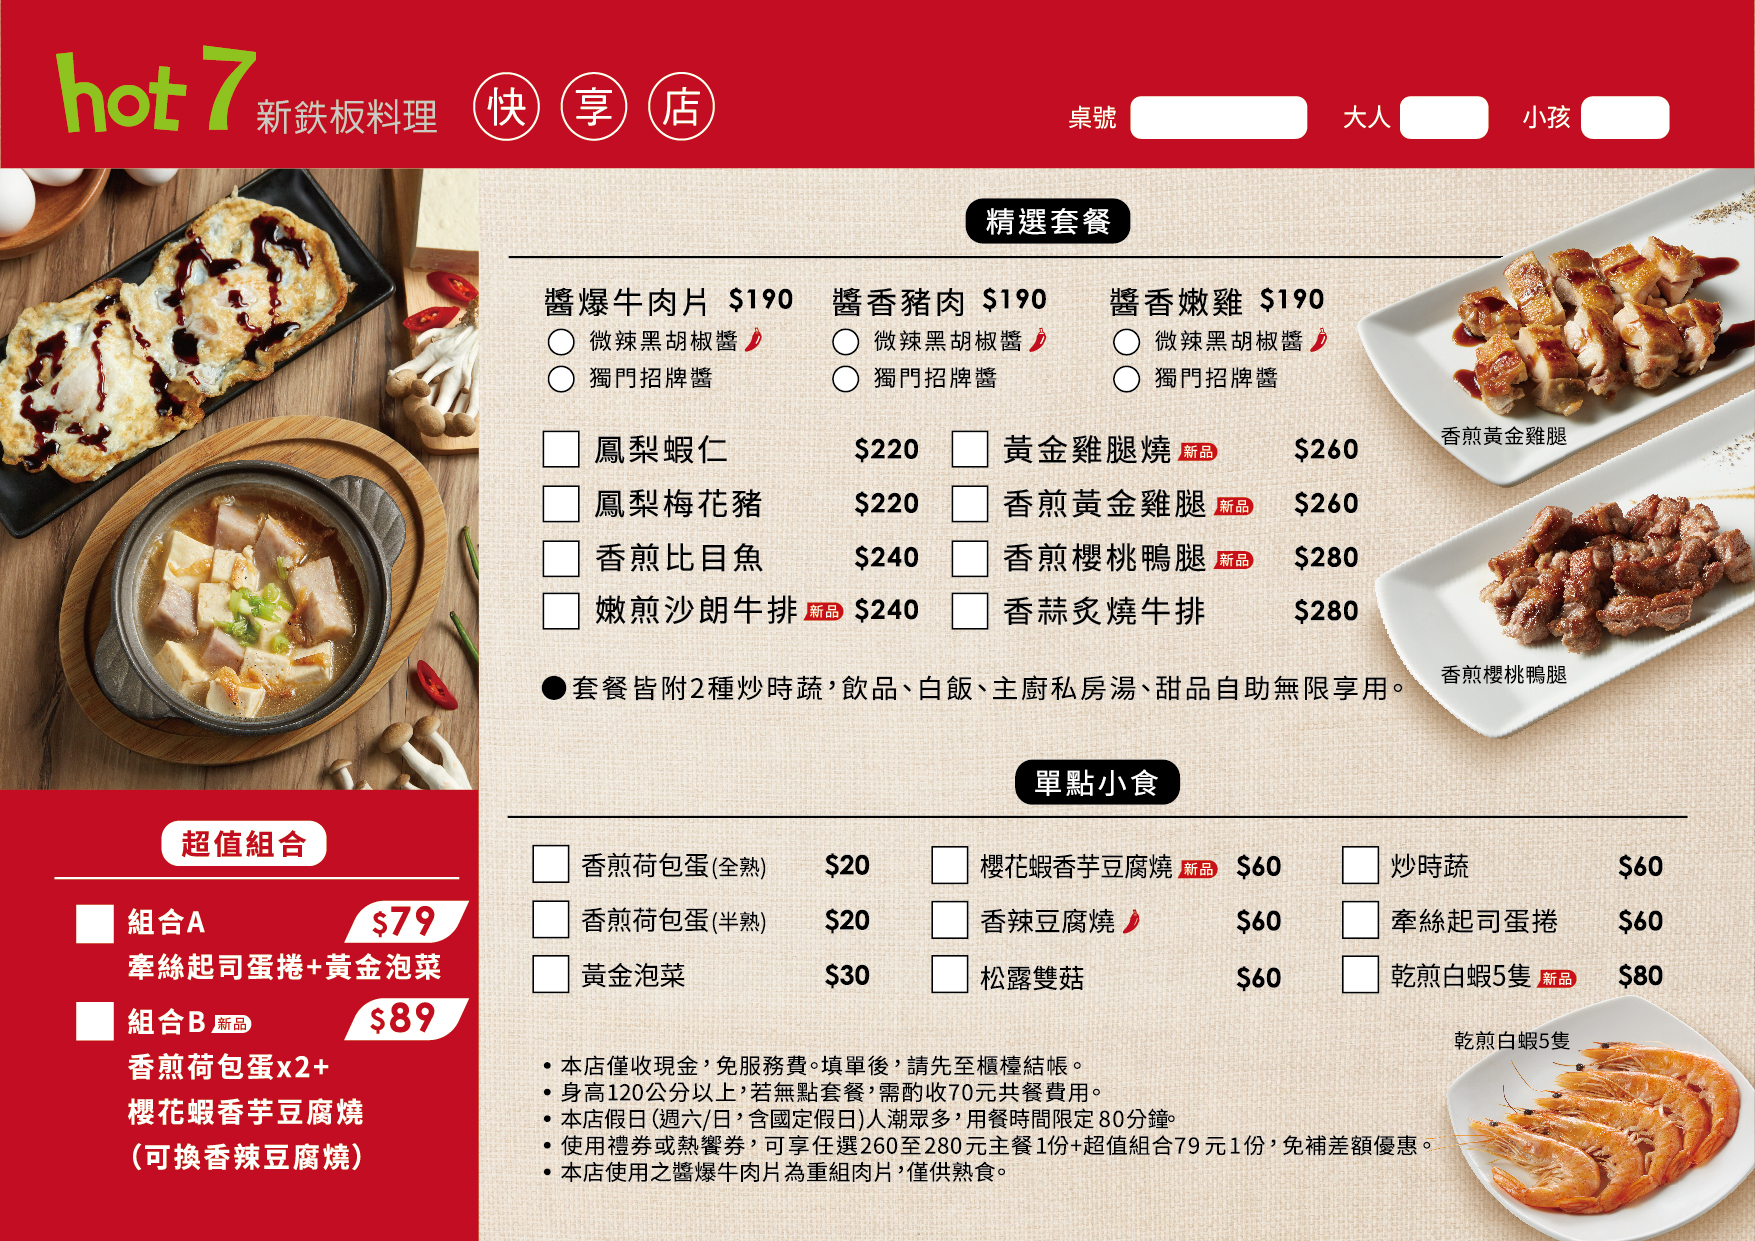 hot 7 新鉄板料理 快享店
桌號 大人 小孩
精選套餐
醬爆牛肉片 $190
微辣黑胡椒醬
獨門招牌醬
醬香豬肉 $190
微辣黑胡椒醬
獨門招牌醬
醬香嫩雞 $190
微辣黑胡椒醬
獨門招牌醬
鳳梨蝦仁 $220
鳳梨梅花豬 $220
香煎比目魚 $240
嫩煎沙朗牛排 新品 $240
黃金雞腿燒 新品 $260
香煎黃金雞腿 新品 $260
香煎櫻桃鴨腿 新品 $280
香蒜炙燒牛排 $280
香煎黃金雞腿
香煎櫻桃鴨腿
●套餐皆附2種炒時蔬,飲品、白飯、主廚私房湯、甜品自助無限享用。
單點小食
香煎荷包蛋(全熟) $20
香煎荷包蛋(半熟) $20
黃金泡菜 $30
櫻花蝦香芋豆腐燒 新品 $60
香辣豆腐燒 $60
松露雙菇 $60
炒時蔬 $60
牽絲起司蛋捲 $60
乾煎白蝦5隻 新品 $80
乾煎白蝦5隻
• 本店僅收現金,免服務費。填單後,請先至櫃檯結帳。
• 身高120公分以上,若無點套餐,需酌收70元共餐費用。
• 本店假日(週六/日,含國定假日)人潮眾多,用餐時間限定80分鐘。
• 使用禮券或熱饗券,可享任選260至280元主餐1份+超值組合79元1份,免補差額優惠。
• 本店使用之醬爆牛肉片為重組肉片,僅供熟食。
超值組合
組合A $79
牽絲起司蛋捲+黃金泡菜
組合B 新品 $89
香煎荷包蛋x2+
櫻花蝦香芋豆腐燒
(可換香辣豆腐燒)